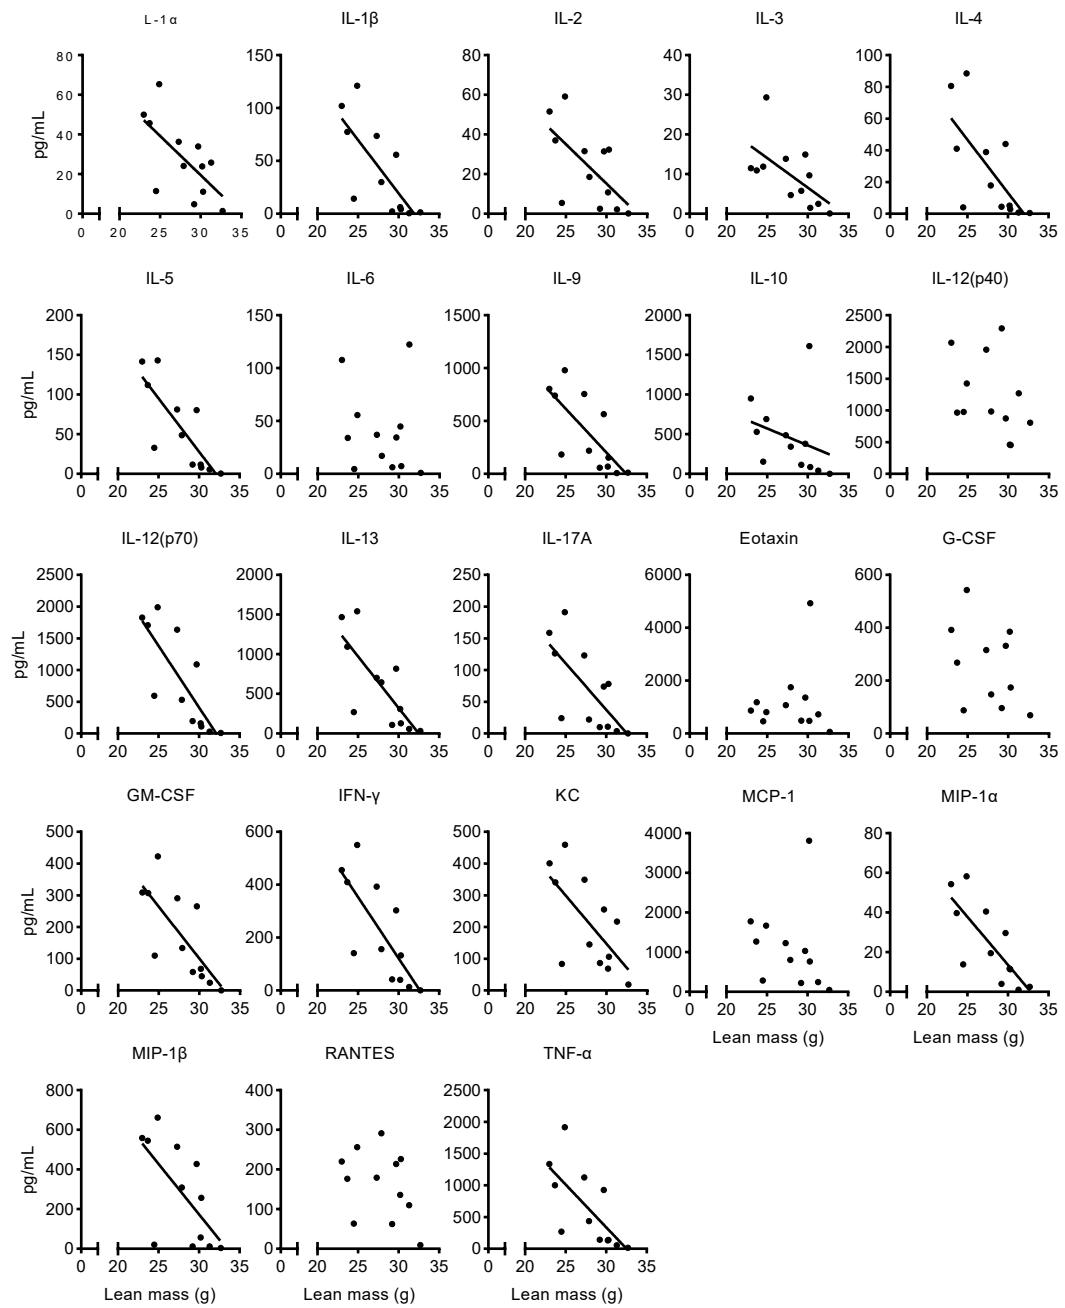 L-1α IL-1β IL-2 IL-3 IL-4
80 150 80 40 100
60 100 60 30 80
40 50 40 20 60
20 0 20 10 40
0 0 0 20
0
pg/mL
0 20 25 30 35 0 20 25 30 35 0 20 25 30 35 0 20 25 30 35 0 20 25 30 35
IL-5 IL-6 IL-9 IL-10 IL-12(p40)
200 150 1500 2000 2500
150 100 1000 1500 2000
100 50 500 1000 1500
50 0 0 500 1000
0 0 500
0
pg/mL
0 20 25 30 35 0 20 25 30 35 0 20 25 30 35 0 20 25 30 35 0 20 25 30 35
IL-12(p70) IL-13 IL-17A Eotaxin G-CSF
2500 2000 250 6000 600
2000 1500 200 4000 400
1500 1000 150 2000 200
1000 500 100 0 0
500 0 50
0 0
pg/mL
0 20 25 30 35 0 20 25 30 35 0 20 25 30 35 0 20 25 30 35 0 20 25 30 35
GM-CSF IFN-γ KC MCP-1 MIP-1α
500 600 500 4000 80
400 400 400 3000 60
300 200 300 2000 40
200 0 200 1000 20
100 100 0 0
0 0
pg/mL
0 20 25 30 35 0 20 25 30 35 0 20 25 30 35 0 20 25 30 35 0 20 25 30 35
Lean mass (g) Lean mass (g)
MIP-1β RANTES TNF-α
800 400 2500
600 300 2000
400 200 1500
200 100 1000
0 0 500
0
pg/mL
0 20 25 30 35 0 20 25 30 35 0 20 25 30 35
Lean mass (g) Lean mass (g) Lean mass (g)